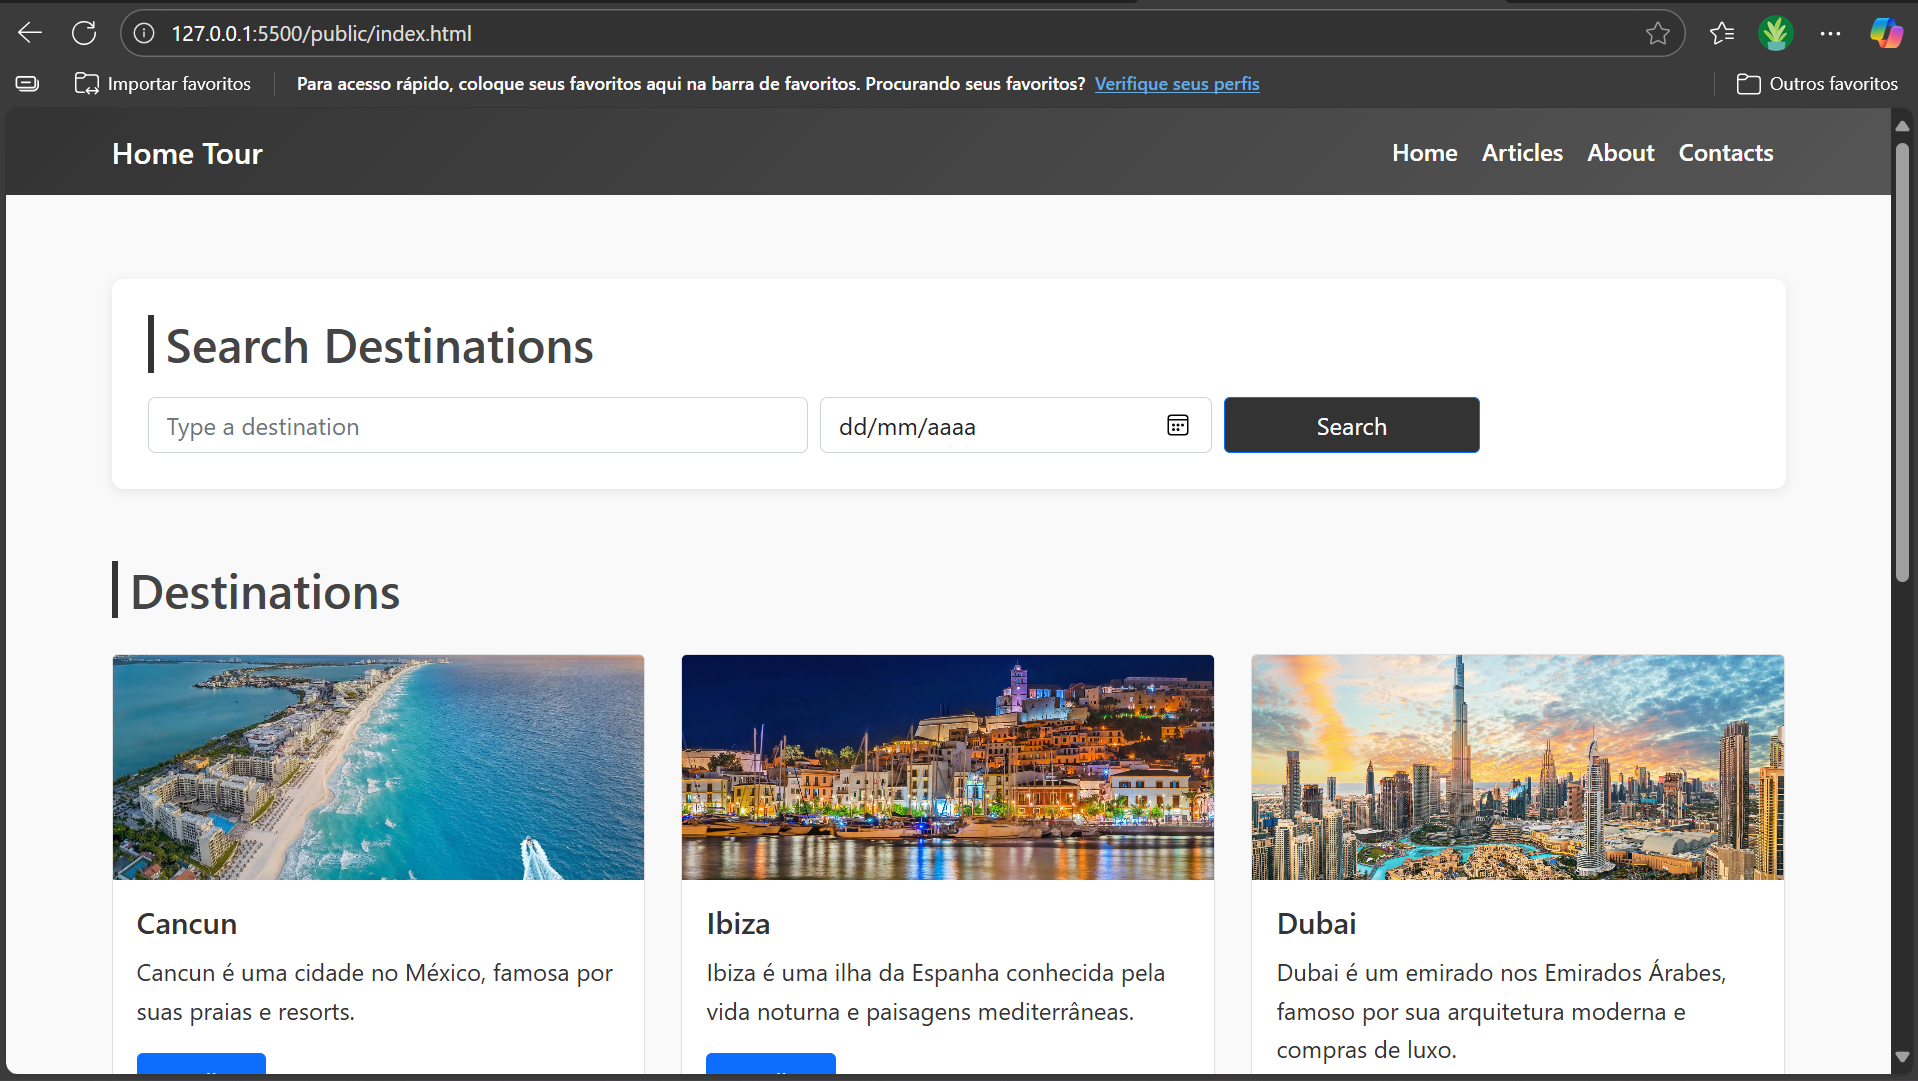 127.0.0.1:5500/public/index.html
Importar favoritos
Para acesso rápido, coloque seus favoritos aqui na barra de favoritos. Procurando seus favoritos? Verifique seus perfis
Outros favoritos
Home Tour
Home Articles About Contacts
Search Destinations
Type a destination
dd/mm/aaaa
Search
Destinations
Cancun
Cancun é uma cidade no México, famosa por
suas praias e resorts.
Ibiza
Ibiza é uma ilha da Espanha conhecida pela
vida noturna e paisagens mediterrâneas.
Dubai
Dubai é um emirado nos Emirados Árabes,
famoso por sua arquitetura moderna e
compras de luxo.